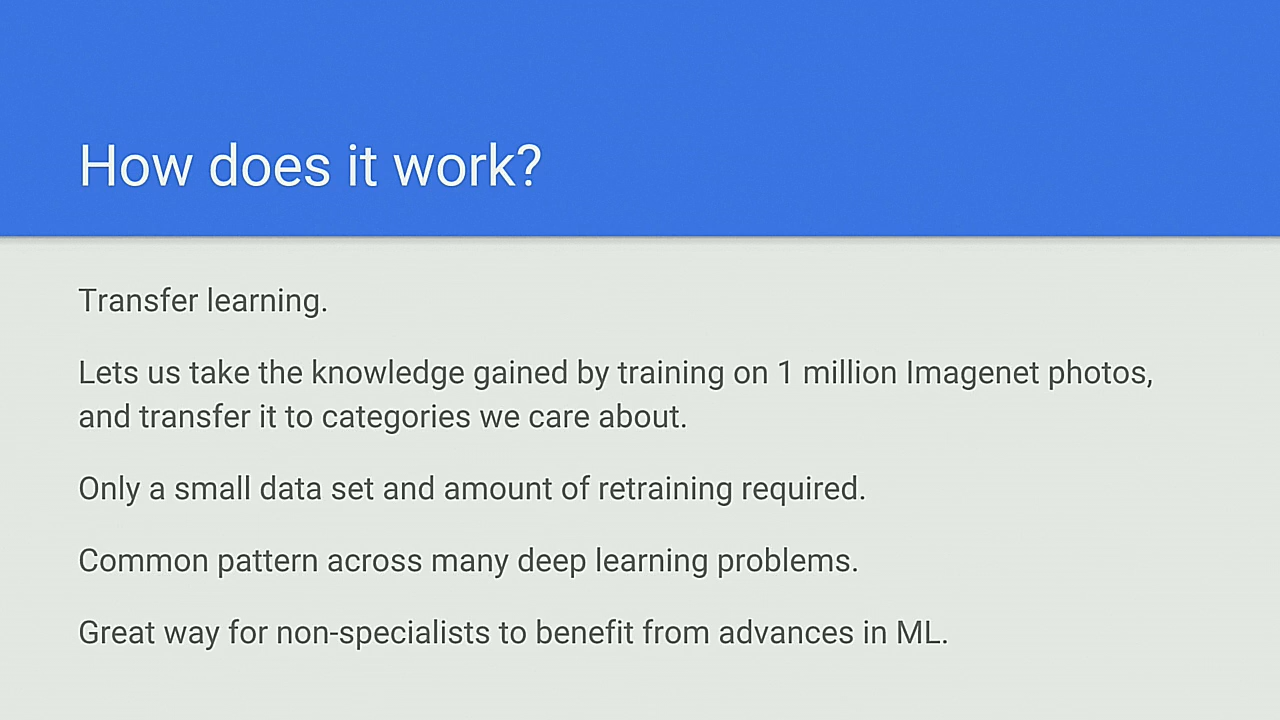 How does it work?
Transfer learning.
Lets us take the knowledge gained by training on 1 million Imagenet photos,
and transfer it to categories we care about.
Only a small data set and amount of retraining required.
Common pattern across many deep learning problems.
Great way for non-specialists to benefit from advances in ML.